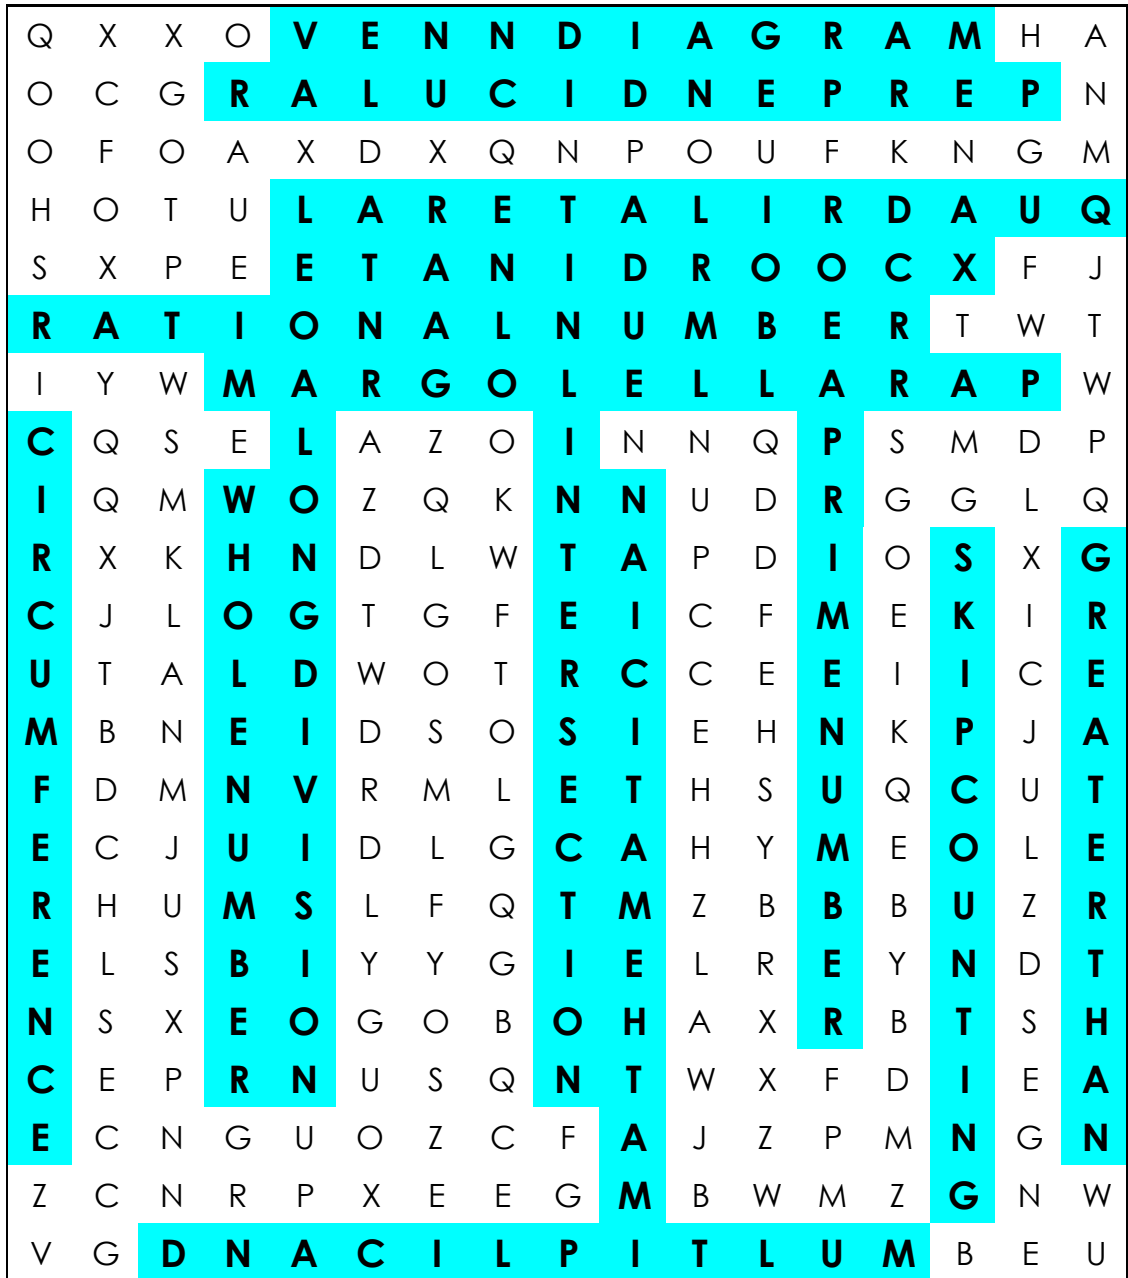 Q X X O V E N N D I A G R A M H A
O C G R A L U C I D N E P R E P N
O F O A X D X Q N P O U F K N G M
H O T U L A R E T A L I R D A U Q
S X P E E T A N I D R O O C X F J
R A T I O N A L N U M B E R T W T
I Y W M A R G O L E L L A R A P W
C Q S E L A Z O I N N Q P S M D P
I Q M W O Z Q K N N U D R G G L Q
R X K H N D L W T A P D I O S X G
C J L O G T G F E I C F M E K I R
U T A L D W O T R C C E E I I C E
M B N E I D S O S I E H N K P J A
F D M N V R M L E T H S U Q C U T
E C J U I D L G C A H Y M E O L E
R H U M S L F Q T M Z B B B U Z R
E L S B I Y Y G I E L R E Y N D T
N S X E O G O B O H A X R B T S H
C E P R N U S Q N T W X F D I E A
E C N G U O Z C F A J Z P M N G N
Z C N R P X E E G M B W M Z G N W
V G D N A C I L P I T L U M B E U